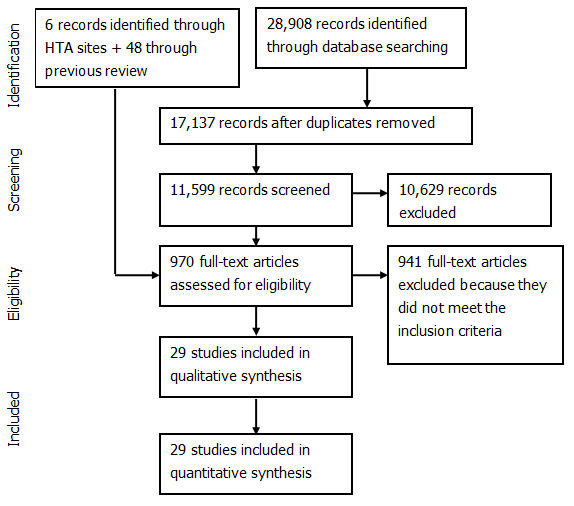 Identification
6 records identified through
HTA sites + 48 through
previous review
28,908 records identified
through database searching
17,137 records after duplicates removed
Screening
11,599 records screened
10,629 records
excluded
Eligibility
970 full-text articles
assessed for eligibility
941 full-text articles
excluded because they
did not meet the
inclusion criteria
29 studies included in
qualitative synthesis
Included
29 studies included in
quantitative synthesis